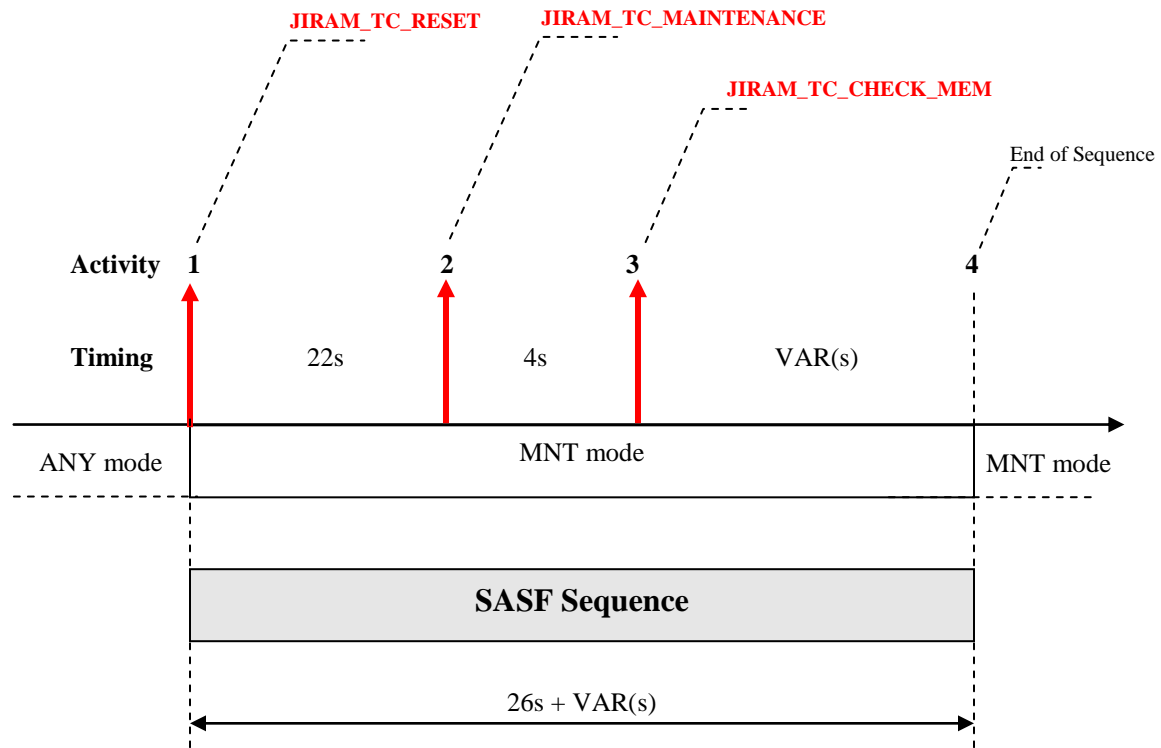 JIRAM_TC_RESET
JIRAM_TC_MAINTENANCE
JIRAM_TC_CHECK_MEM
End of Sequence
Activity 1 2 3 4
Timing 22s 4s VAR(s)
ANY mode MNT mode MNT mode
SASF Sequence
26s + VAR(s)